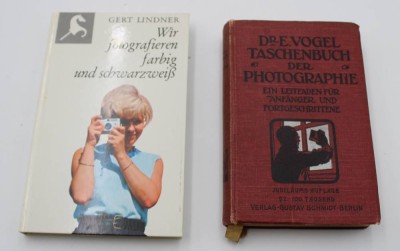 GERT LINDNER
Wir
fotografieren
farbig
und schwarzweiß
DR. E. VOGEL
TASCHENBUCH
DER
PHOTOGRAPHIE
EIN LEITFADEN FÜR
ANFÄNGER UND
FORTGESCHRITTENE
JUBILÄUMS-AUFLAGE
TAUSEND
VERLAG GUSTAV SCHMIDT BERLIN